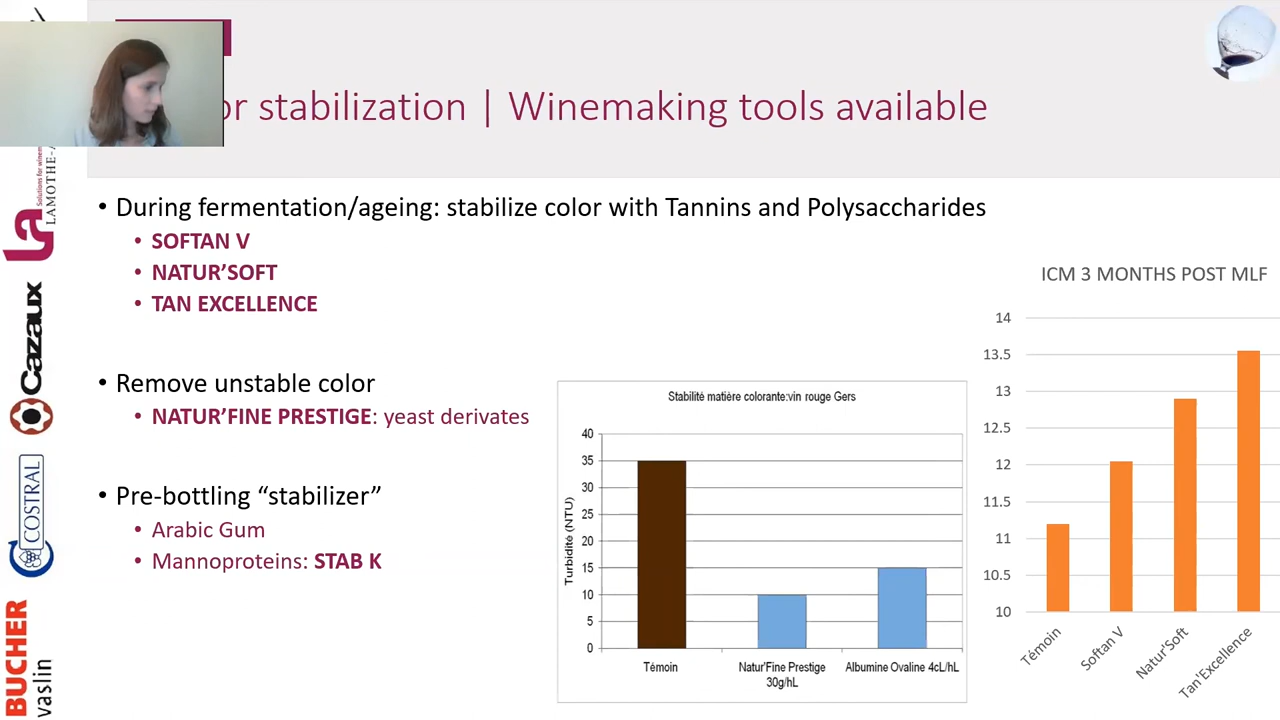 or stabilization | Winemaking tools available
• During fermentation/ageing: stabilize color with Tannins and Polysaccharides
• SOFTAN V
• NATUR'SOFT
• TAN EXCELLENCE
• Remove unstable color
• NATUR'FINE PRESTIGE: yeast derivates
• Pre-bottling “stabilizer”
• Arabic Gum
• Mannoproteins: STAB K
Stabilité matière colorante:vin rouge Gers
Turbidité (NTU)
40
35
30
25
20
15
10
5
0
Témoin
Natur'Fine Prestige
30g/hL
Albumine Ovaline 4cL/hL
ICM 3 MONTHS POST MLF
14
13.5
13
12.5
12
11.5
11
10.5
10
Témoin
Softan V
Natur'Soft
Tan'Excellence
La
Solutions for winem
LAMOTHE-A
Cazaux
COSTRAL
BUCHER
vaslin